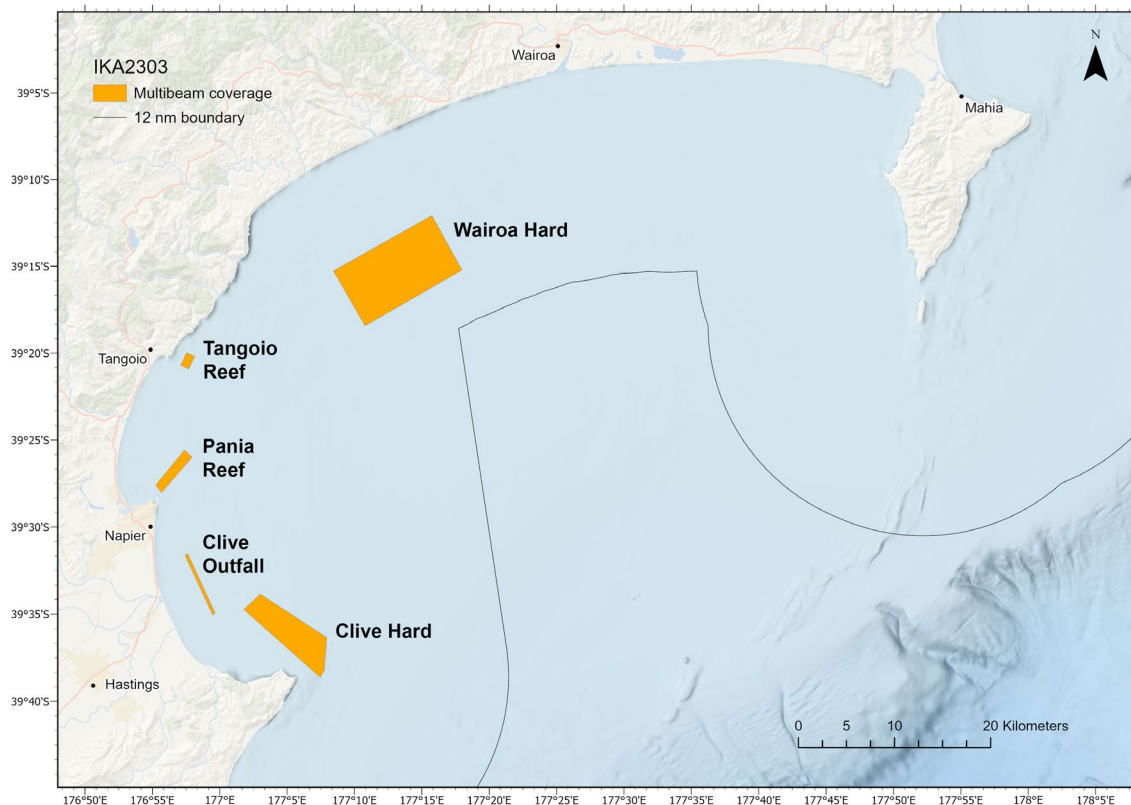 N
Wairoa
IKA2303
Multibeam coverage
12 nm boundary
39°5'S
Mahia
39°10'S
Wairoa Hard
39°15'S
39°20'S
Tangoio
Tangoio
Reef
39°25'S
Pania
Reef
39°30'S
Napier
Clive
Outfall
39°35'S
Clive Hard
Hastings
39°40'S
0 5 10 20 Kilometers
176°50'E 176°55'E 177°E 177°5'E 177°10'E 177°15'E 177°20'E 177°25'E 177°30'E 177°35'E 177°40'E 177°45'E 177°50'E 177°55'E 178°E 178°5'E